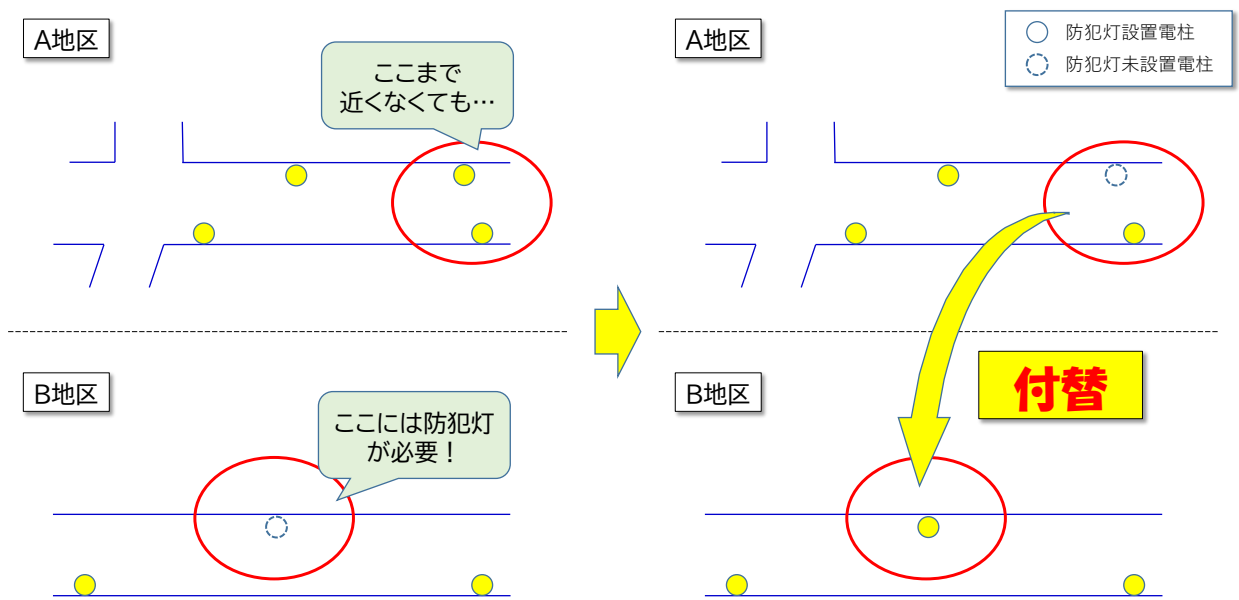 A地区
ここまで
近くなくても…
B地区
ここには防犯灯
が必要！
A地区
防犯灯設置電柱
防犯灯未設置電柱
付替
B地区